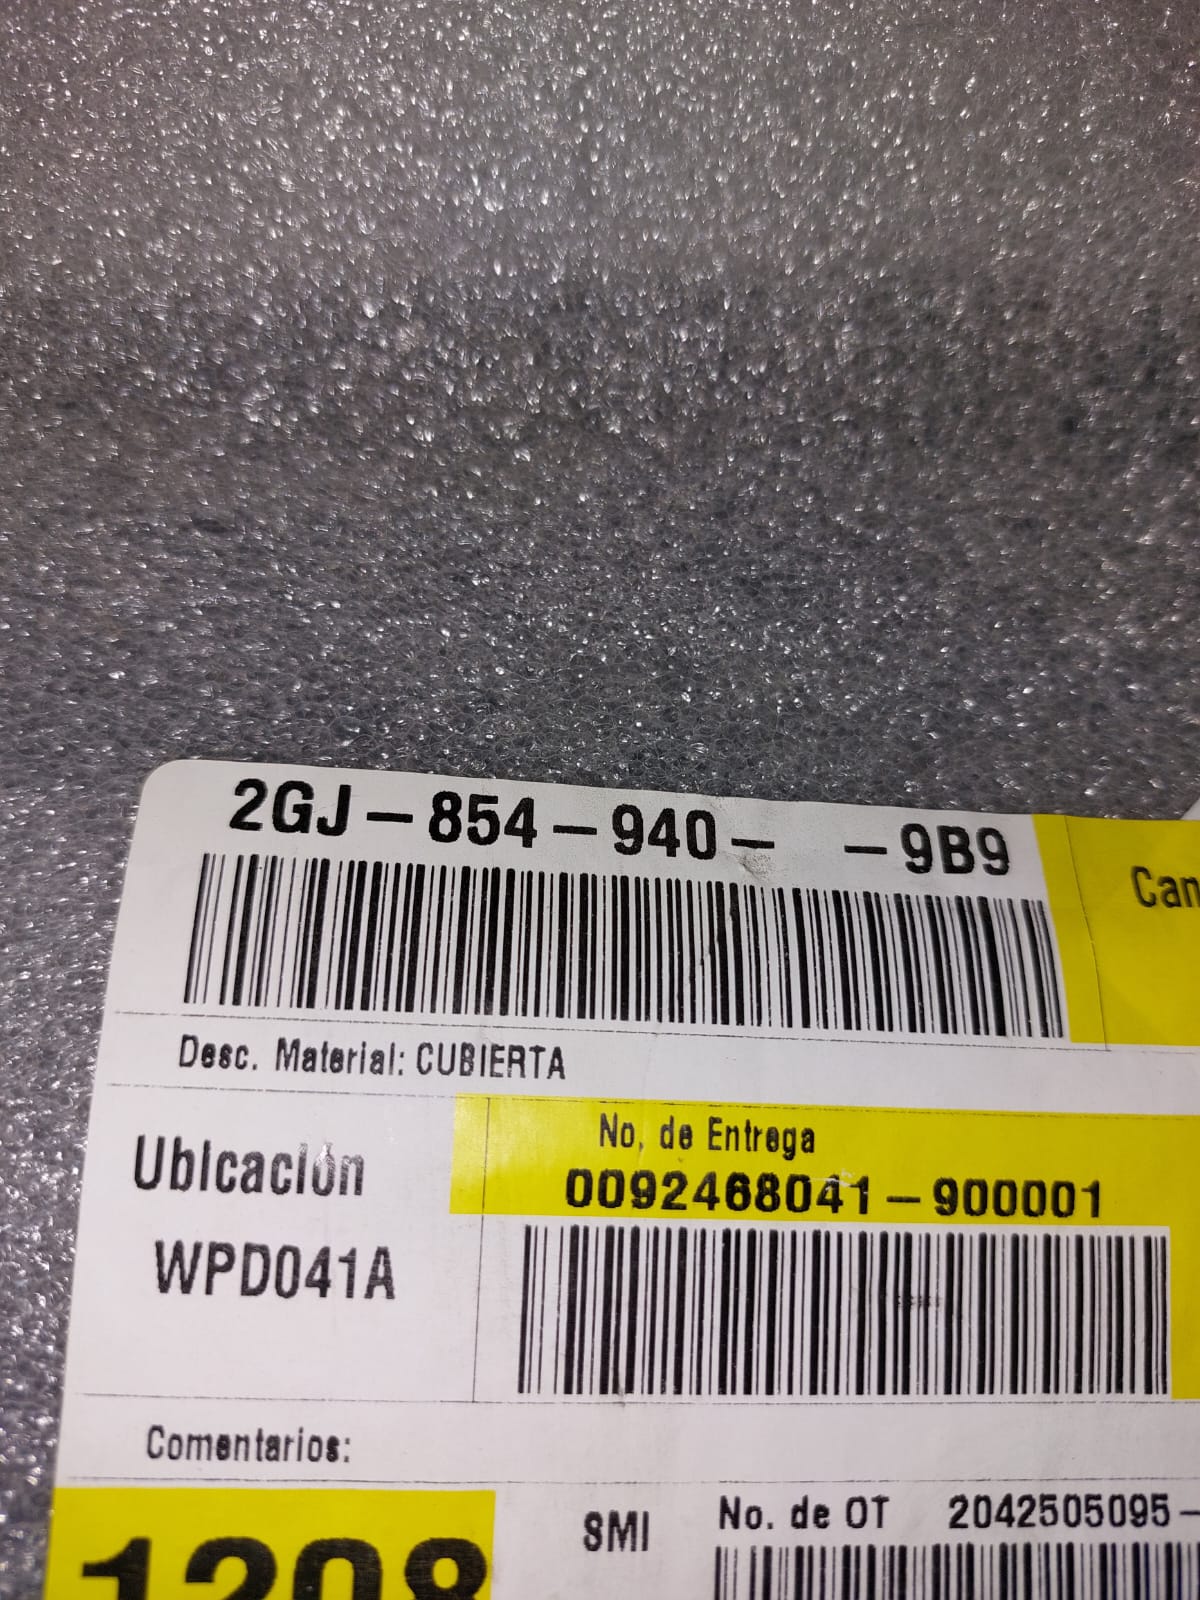 2GJ-854-940- -9B9
Can
Desc. Material: CUBIERTA
No. de Entrega
0092468041-900001
Ubicación
WPD041A
Comentarios:
SMI
No. de OT 2042505095-
1208